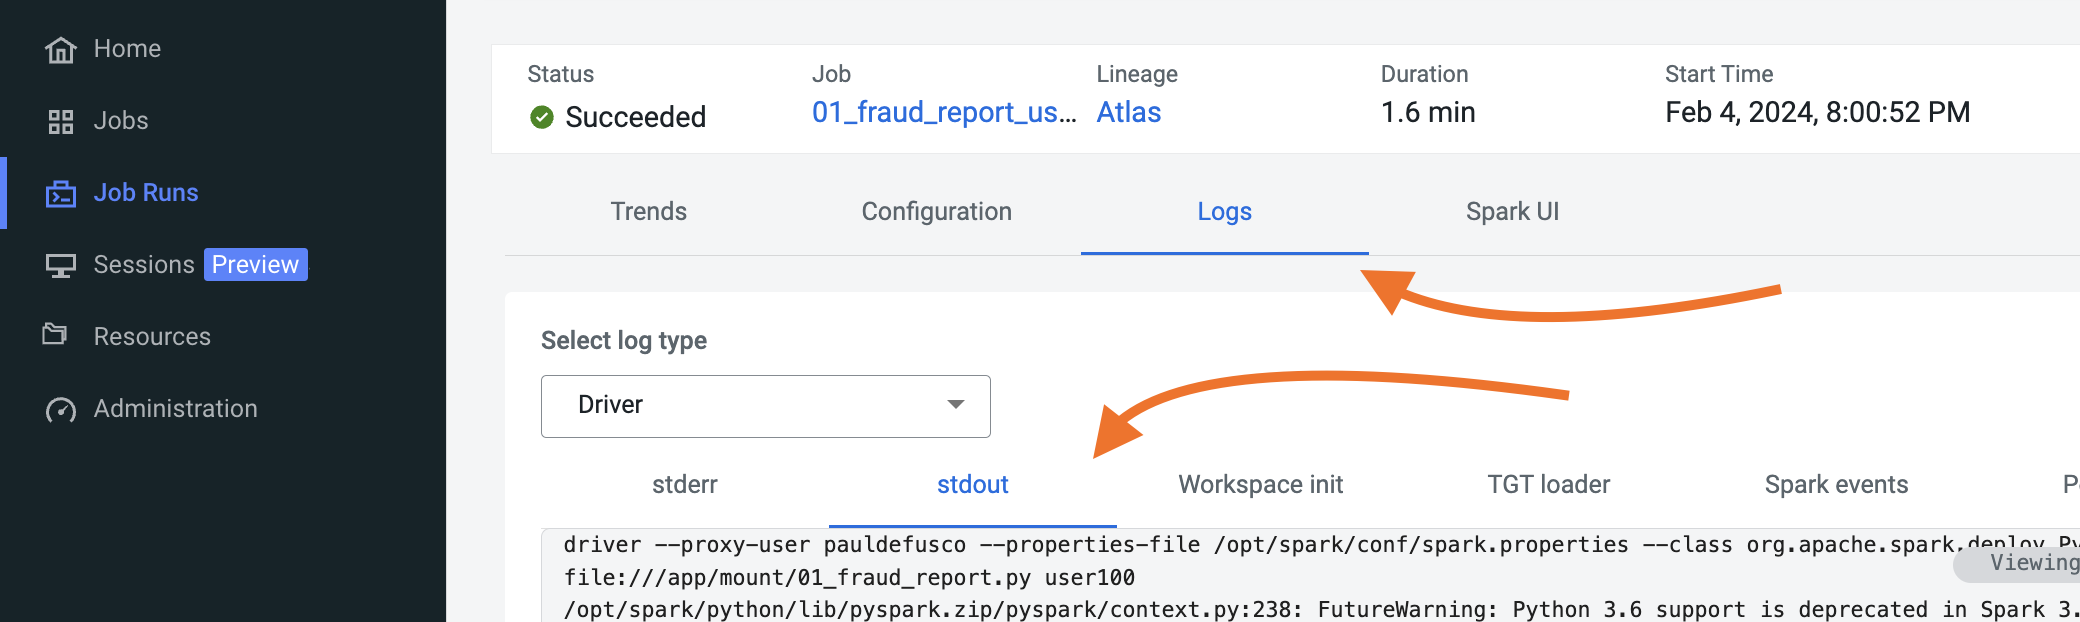 Home
Jobs
Job Runs
Sessions Preview
Resources
Administration
Status
Succeeded
Job
01_fraud_report_us...
Lineage
Atlas
Duration
1.6 min
Start Time
Feb 4, 2024, 8:00:52 PM
Trends Configuration Logs Spark UI
Select log type
Driver
stderr stdout Workspace init TGT loader Spark events
driver --proxy-user pauldefusco --properties-file /opt/spark/conf/spark.properties --class org.apache.spark.deploy.Py
Viewing
file:///app/mount/01_fraud_report.py user100
/opt/spark/python/lib/pyspark.zip/pyspark/context.py:238: FutureWarning: Python 3.6 support is deprecated in Spark 3.